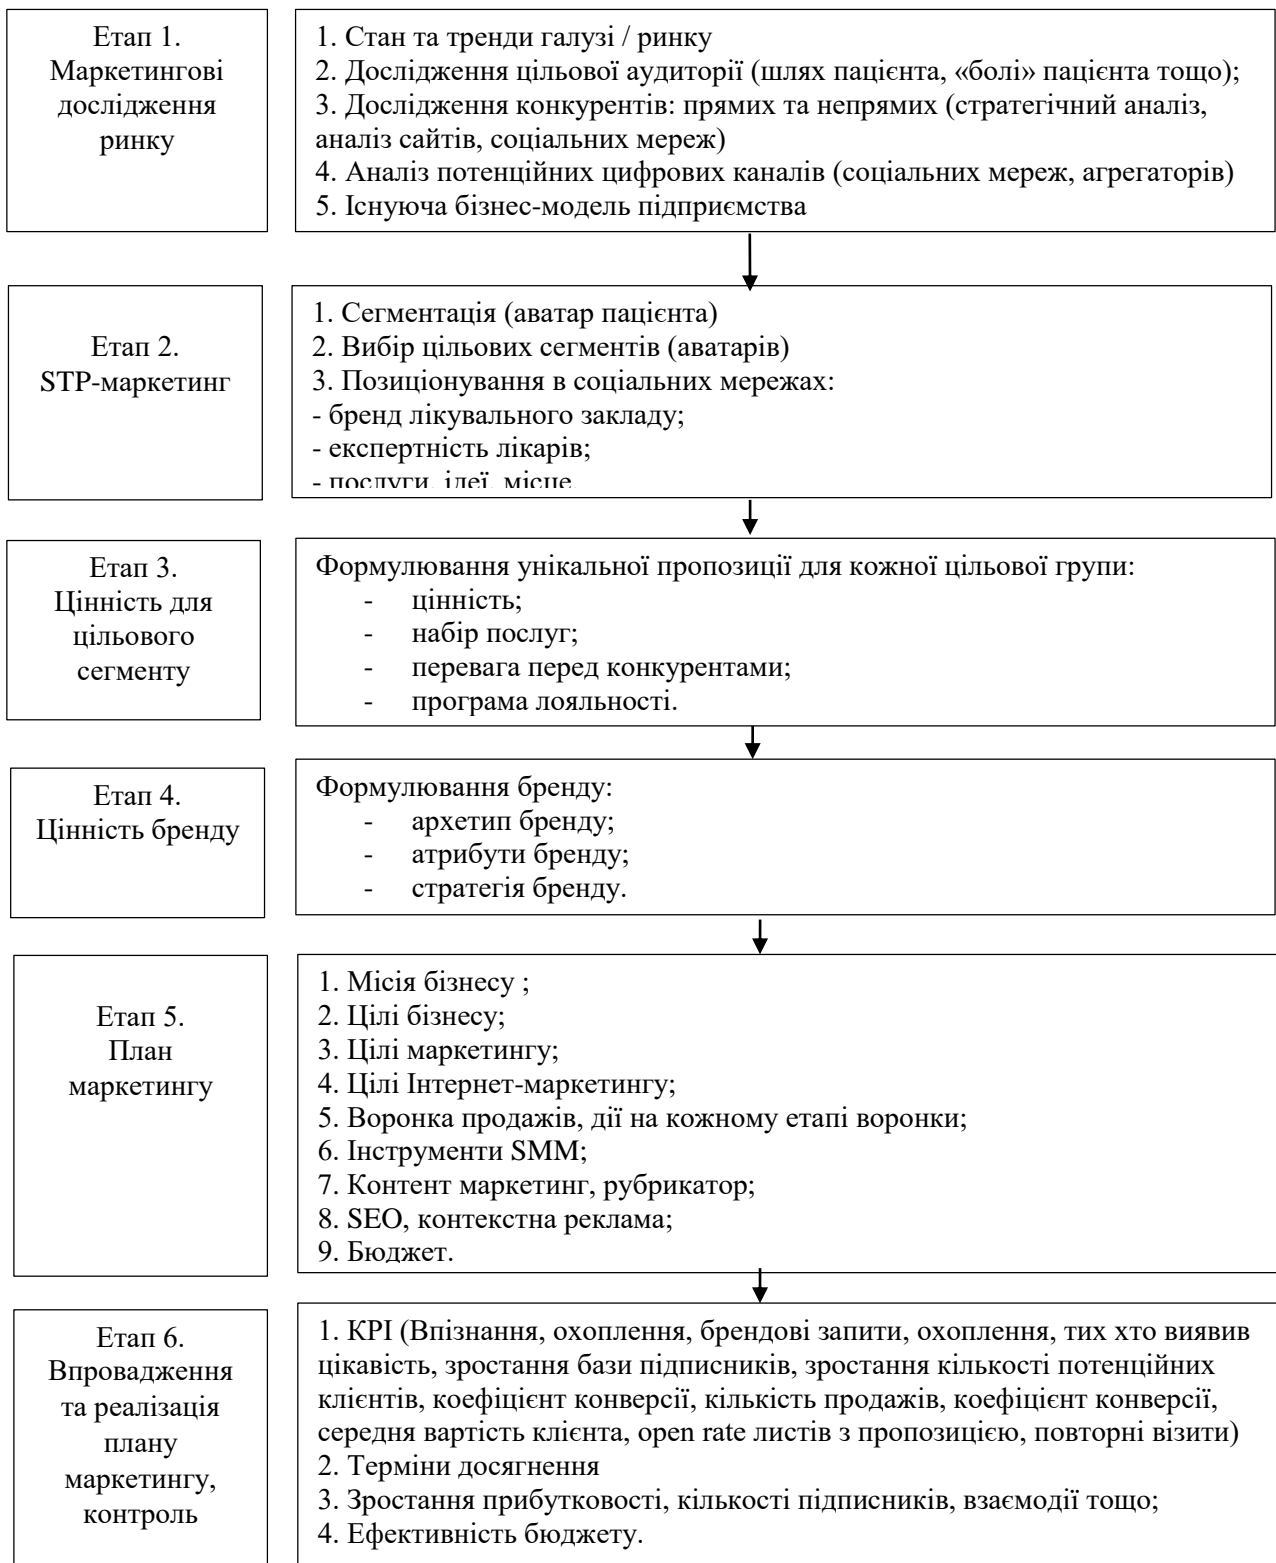 Етап 1.
Маркетингові
дослідження
ринку
1. Стан та тренди галузі / ринку
2. Дослідження цільової аудиторії (шлях пацієнта, «болі» пацієнта тощо);
3. Дослідження конкурентів: прямих та непрямих (стратегічний аналіз,
аналіз сайтів, соціальних мереж)
4. Аналіз потенційних цифрових каналів (соціальних мереж, агрегаторів)
5. Існуюча бізнес-модель підприємства
Етап 2.
STP-маркетинг
1. Сегментація (аватар пацієнта)
2. Вибір цільових сегментів (аватарів)
3. Позиціонування в соціальних мережах:
- бренд лікувального закладу;
- експертність лікарів;
- послуги, ідеї, місце.
Етап 3.
Цінність для
цільового
сегменту
Формулювання унікальної пропозиції для кожної цільової групи:
- цінність;
- набір послуг;
- перевага перед конкурентами;
- програма лояльності.
Етап 4.
Цінність бренду
Формулювання бренду:
- архетип бренду;
- атрибути бренду;
- стратегія бренду.
Етап 5.
План
маркетингу
1. Місія бізнесу ;
2. Цілі бізнесу;
3. Цілі маркетингу;
4. Цілі Інтернет-маркетингу;
5. Воронка продажів, дії на кожному етапі воронки;
6. Інструменти SMM;
7. Контент маркетинг, рубрикатор;
8. SEO, контекстна реклама;
9. Бюджет.
Етап 6.
Впровадження
та реалізація
плану
маркетингу,
контроль
1. КРІ (Впізнання, охоплення, брендові запити, охоплення, тих хто виявив
цікавість, зростання бази підписників, зростання кількості потенційних
клієнтів, коефіцієнт конверсії, кількість продажів, коефіцієнт конверсії,
середня вартість клієнта, open rate листів з пропозицією, повторні візити)
2. Терміни досягнення
3. Зростання прибутковості, кількості підписників, взаємодії тощо;
4. Ефективність бюджету.